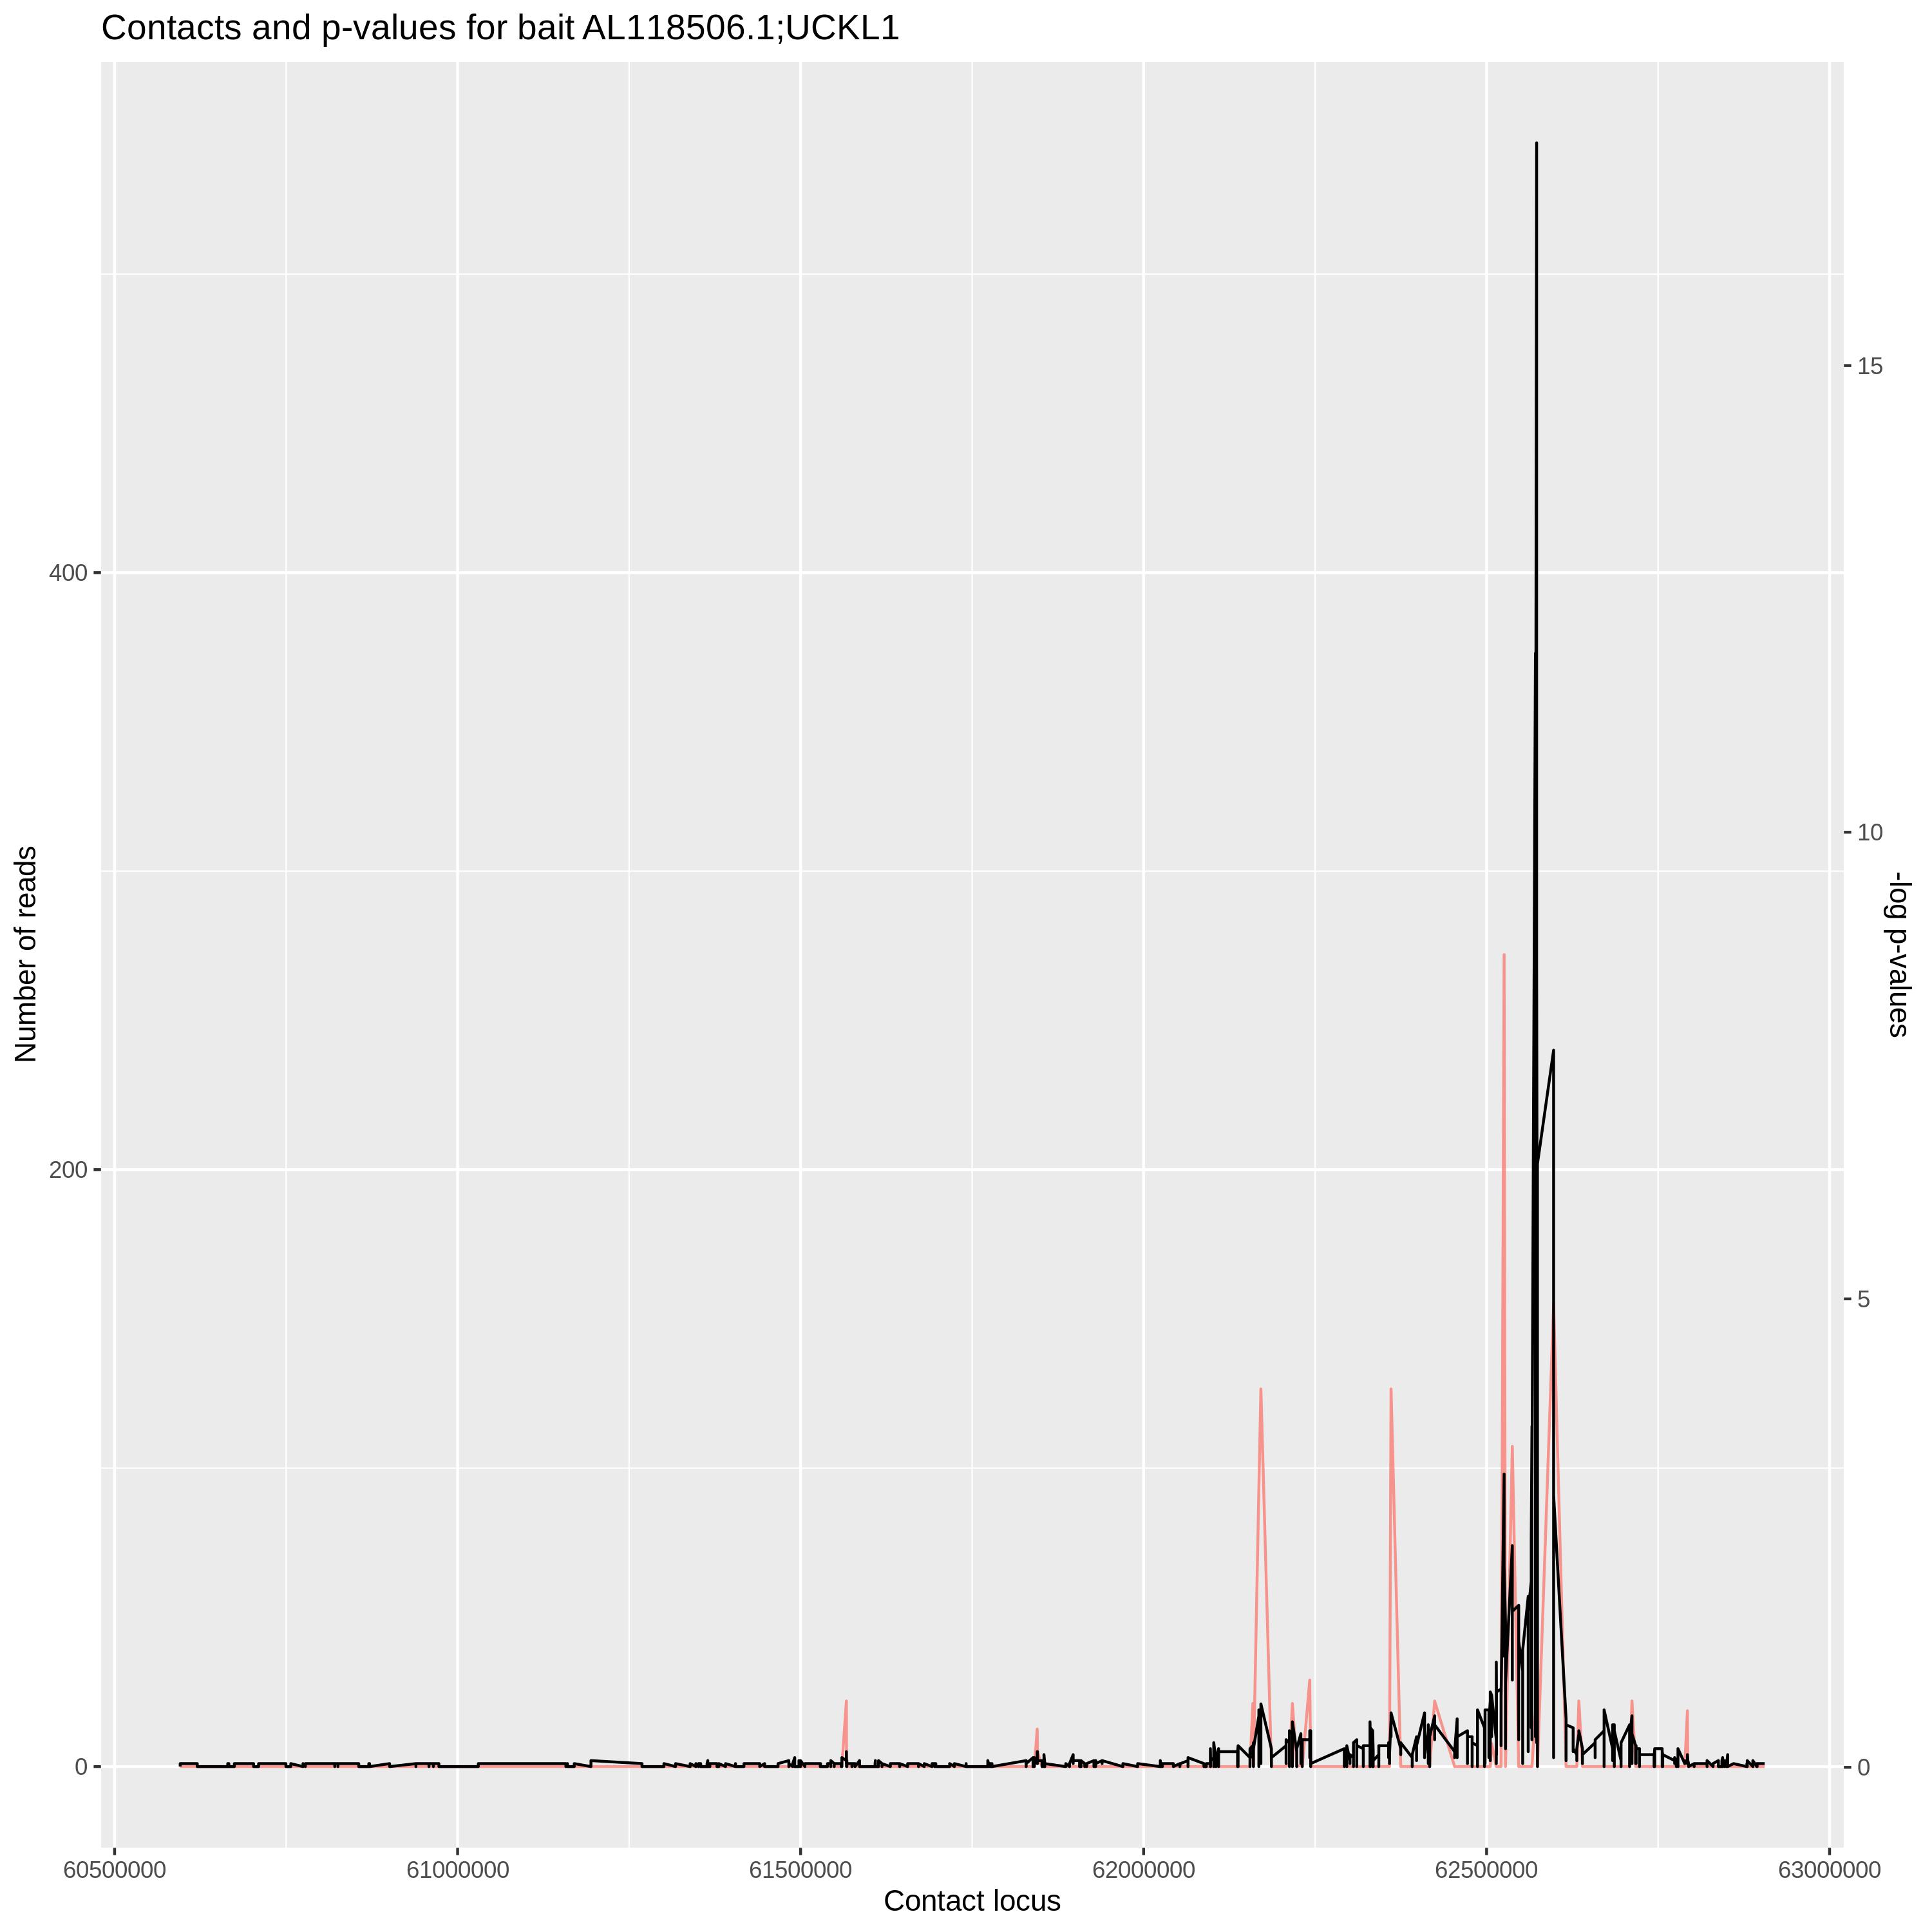 Contacts and p-values for bait AL118506.1;UCKL1
400
200
0
Number of reads
15
10
5
0
-log p-values
60500000 61000000 61500000 62000000 62500000 63000000
Contact locus